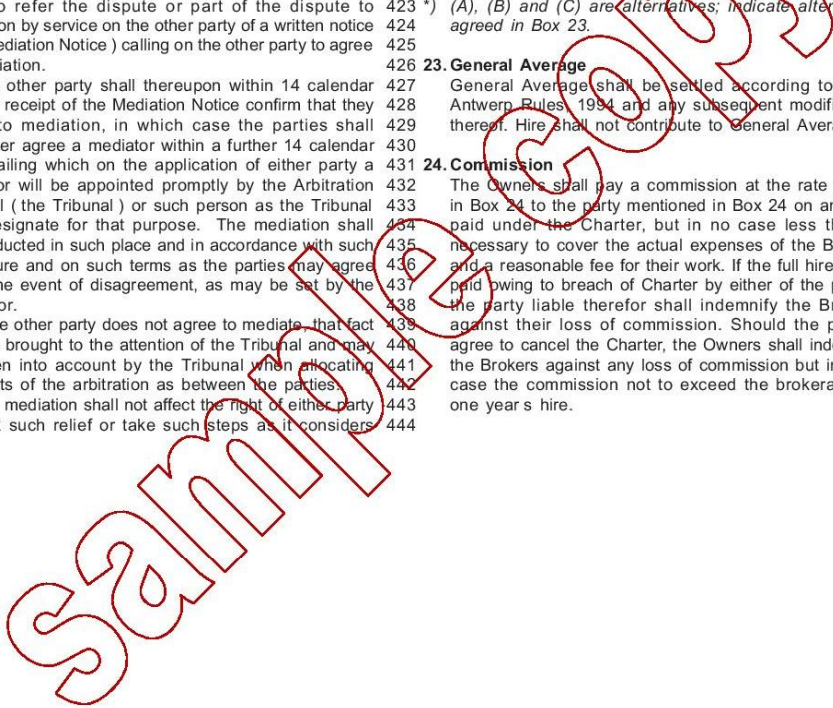 o refer the dispute or part of the dispute to 423
on by service on the other party of a written notice 424
ediation Notice ) calling on the other party to agree 425
iation. 426
other party shall thereupon within 14 calendar 427
receipt of the Mediation Notice confirm that they 428
to mediation, in which case the parties shall 429
er agree a mediator within a further 14 calendar 430
ailing which on the application of either party a 431
or will be appointed promptly by the Arbitration 432
l ( the Tribunal ) or such person as the Tribunal 433
esignate for that purpose. The mediation shall 434
ducted in such place and in accordance with such 435
ure and on such terms as the parties may agree 436
he event of disagreement, as may be set by the 437
or. 438
e other party does not agree to mediate, that fact 439
brought to the attention of the Tribunal and may 440
en into account by the Tribunal when allocating 441
ts of the arbitration as between the parties. 442
mediation shall not affect the right of either party 443
such relief or take such steps as it considers 444
*) (A), (B) and (C) are alternatives; indicate alter
agreed in Box 23.
23. General Average
General Average shall be settled according to
Antwerp Rules, 1994 and any subsequent modifi
thereof. Hire shall not contribute to General Avera
24. Commission
The Owners shall pay a commission at the rate
in Box 24 to the party mentioned in Box 24 on an
paid under the Charter, but in no case less th
necessary to cover the actual expenses of the B
and a reasonable fee for their work. If the full hire
paid owing to breach of Charter by either of the p
the party liable therefor shall indemnify the Br
against their loss of commission. Should the p
agree to cancel the Charter, the Owners shall inde
the Brokers against any loss of commission but in
case the commission not to exceed the brokera
one year s hire.
sample copy